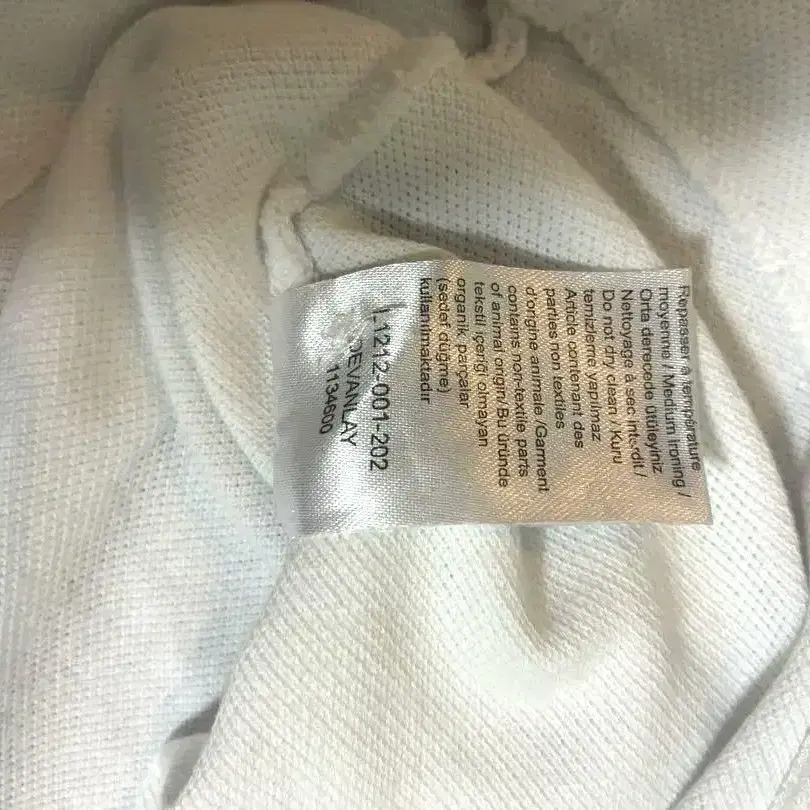 Repasser à température
moyenne / Medium ironing /
Orta derecede ütüleyiniz
Nettoyage à sec interdit /
Do not dry clean / Kuru
temizleme yapılmaz
Article contenant des
parties non textiles
d'origine animale /Garment
contains non-textile parts
of animal origin/ Bu üründe
tekstil içeriği olmayan
organik parçalar
(sedef düğme)
kullanılmaktadır
L1212-001-202
DEVANLAY
1134600